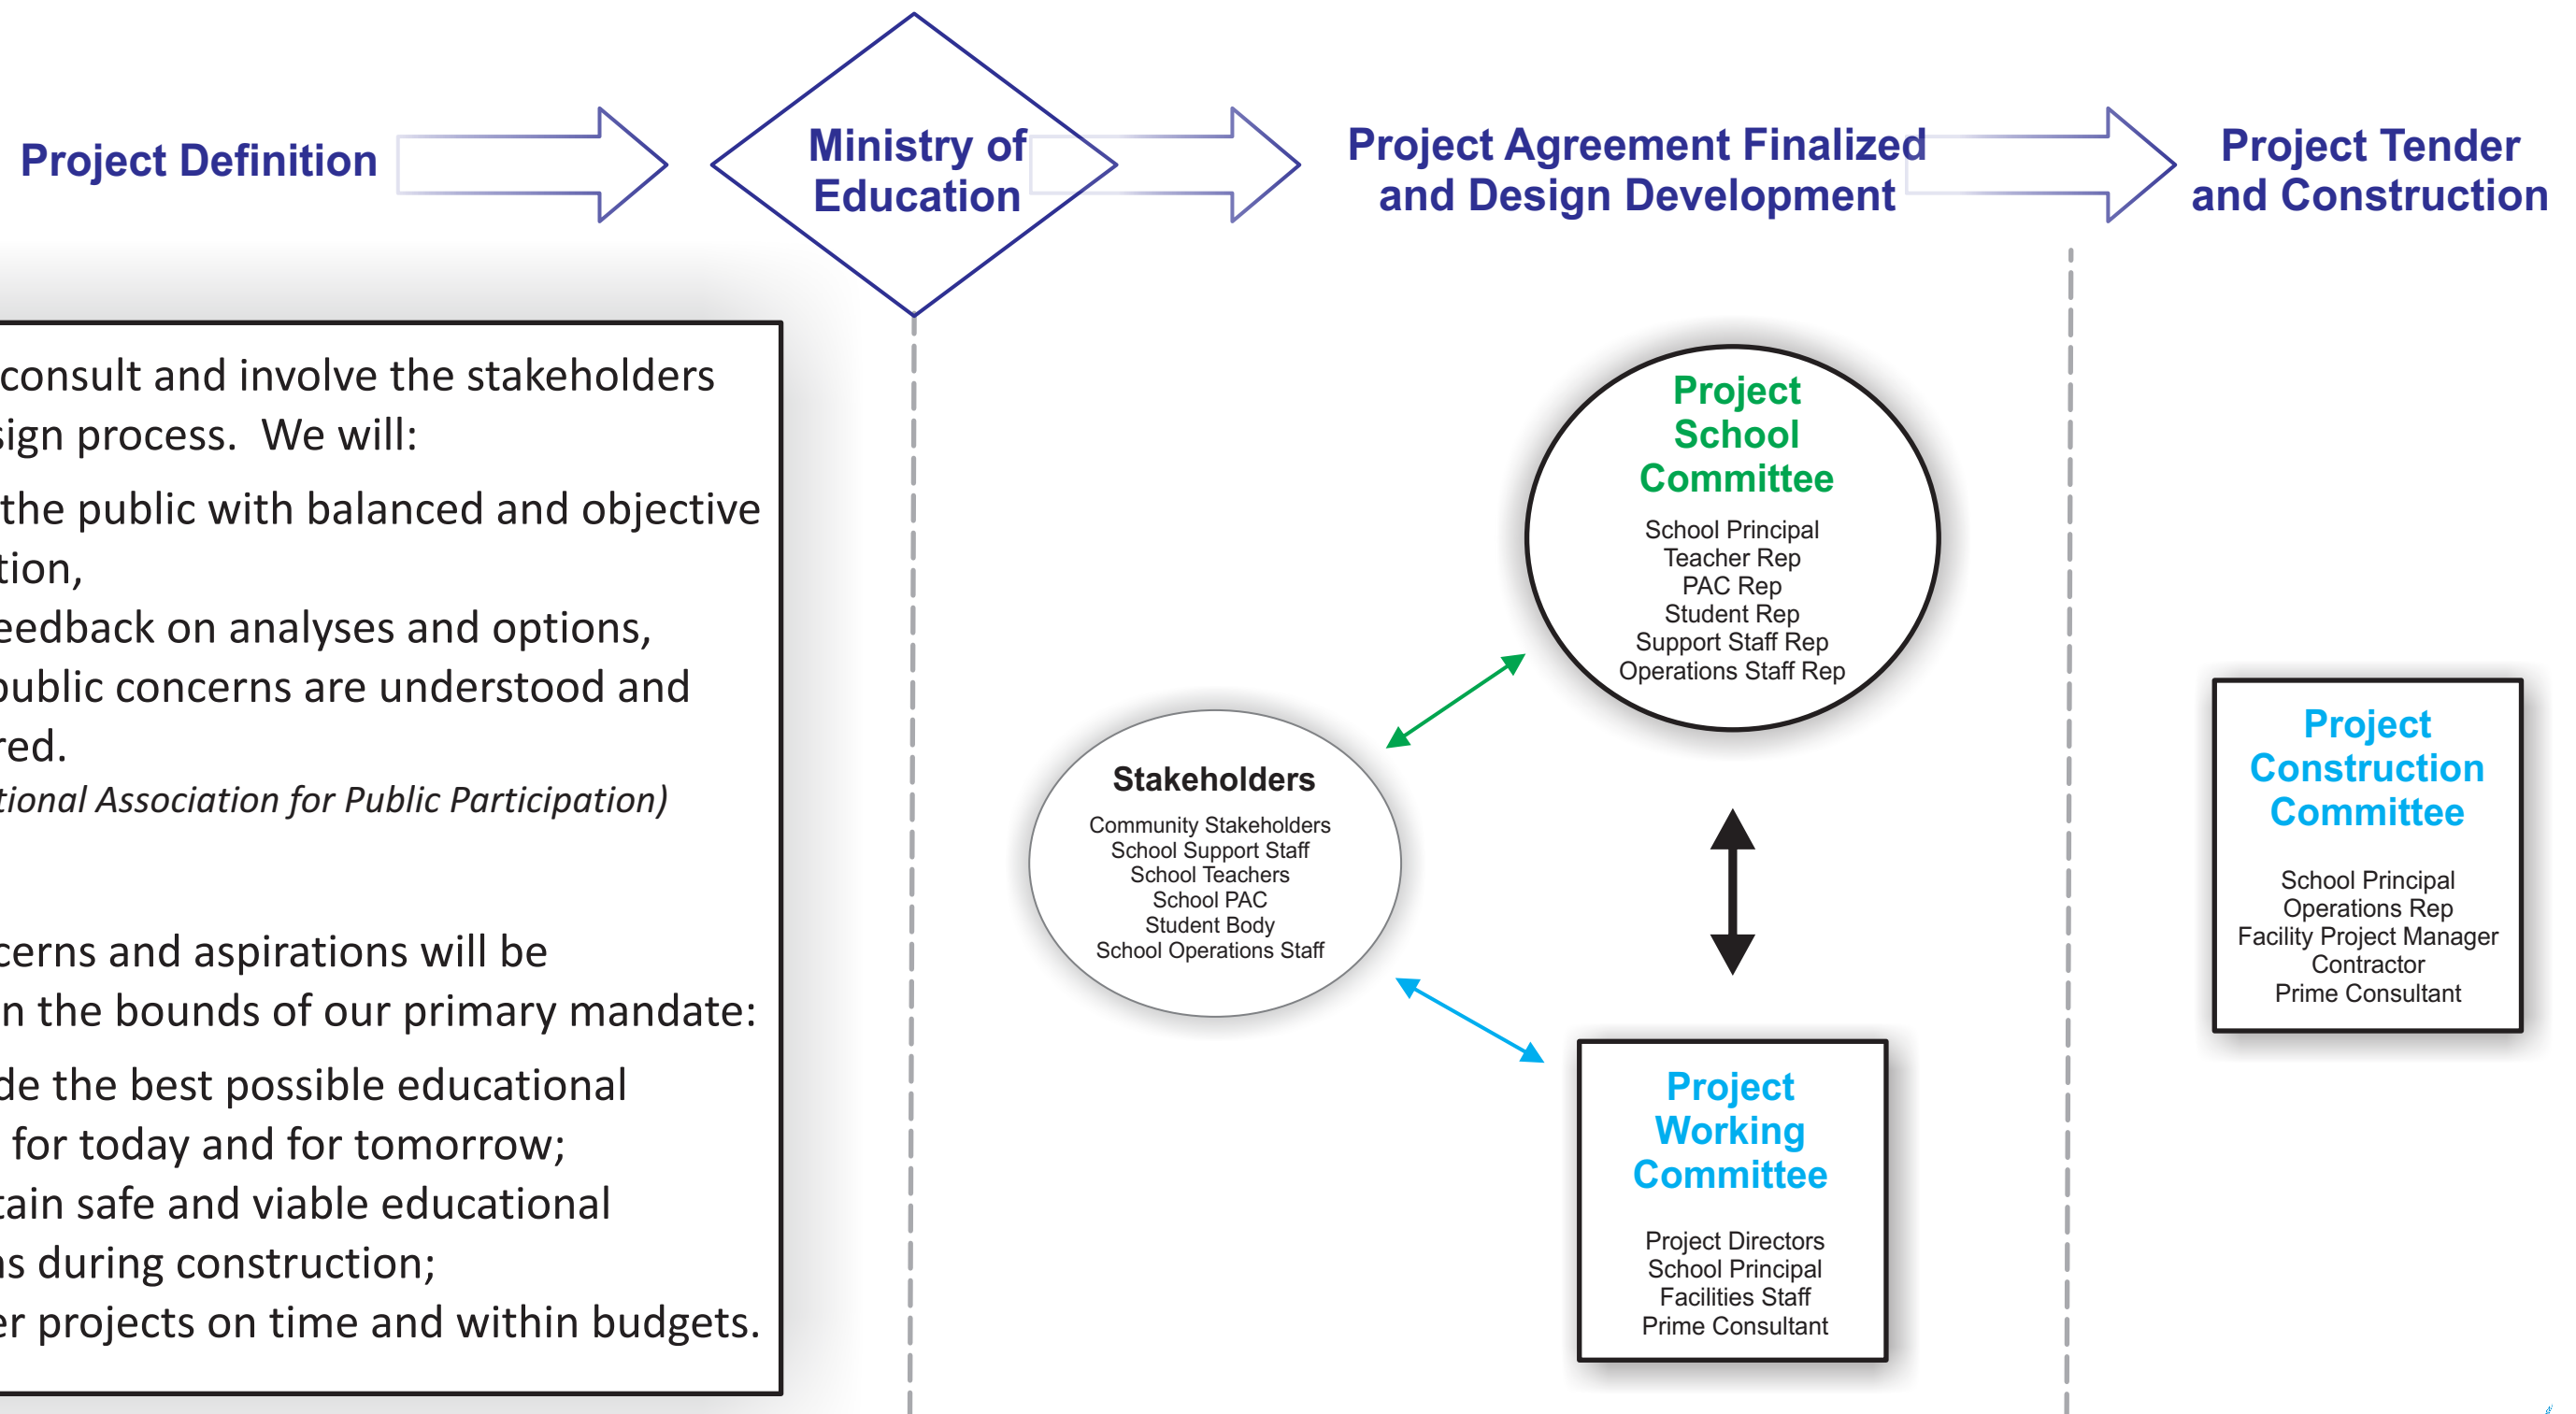 Project Definition
Ministry of
Education
Project Agreement Finalized
and Design Development
Project Tender
and Construction
consult and involve the stakeholders
sign process.  We will:
the public with balanced and objective
tion,
eedback on analyses and options,
public concerns are understood and
red.
tional Association for Public Participation)
cerns and aspirations will be
n the bounds of our primary mandate:
de the best possible educational
for today and for tomorrow;
tain safe and viable educational
ns during construction;
er projects on time and within budgets.
Stakeholders
Community Stakeholders
School Support Staff
School Teachers
School PAC
Student Body
School Operations Staff
Project
School
Committee
School Principal
Teacher Rep
PAC Rep
Student Rep
Support Staff Rep
Operations Staff Rep
Project
Working
Committee
Project Directors
School Principal
Facilities Staff
Prime Consultant
Project
Construction
Committee
School Principal
Operations Rep
Facility Project Manager
Contractor
Prime Consultant